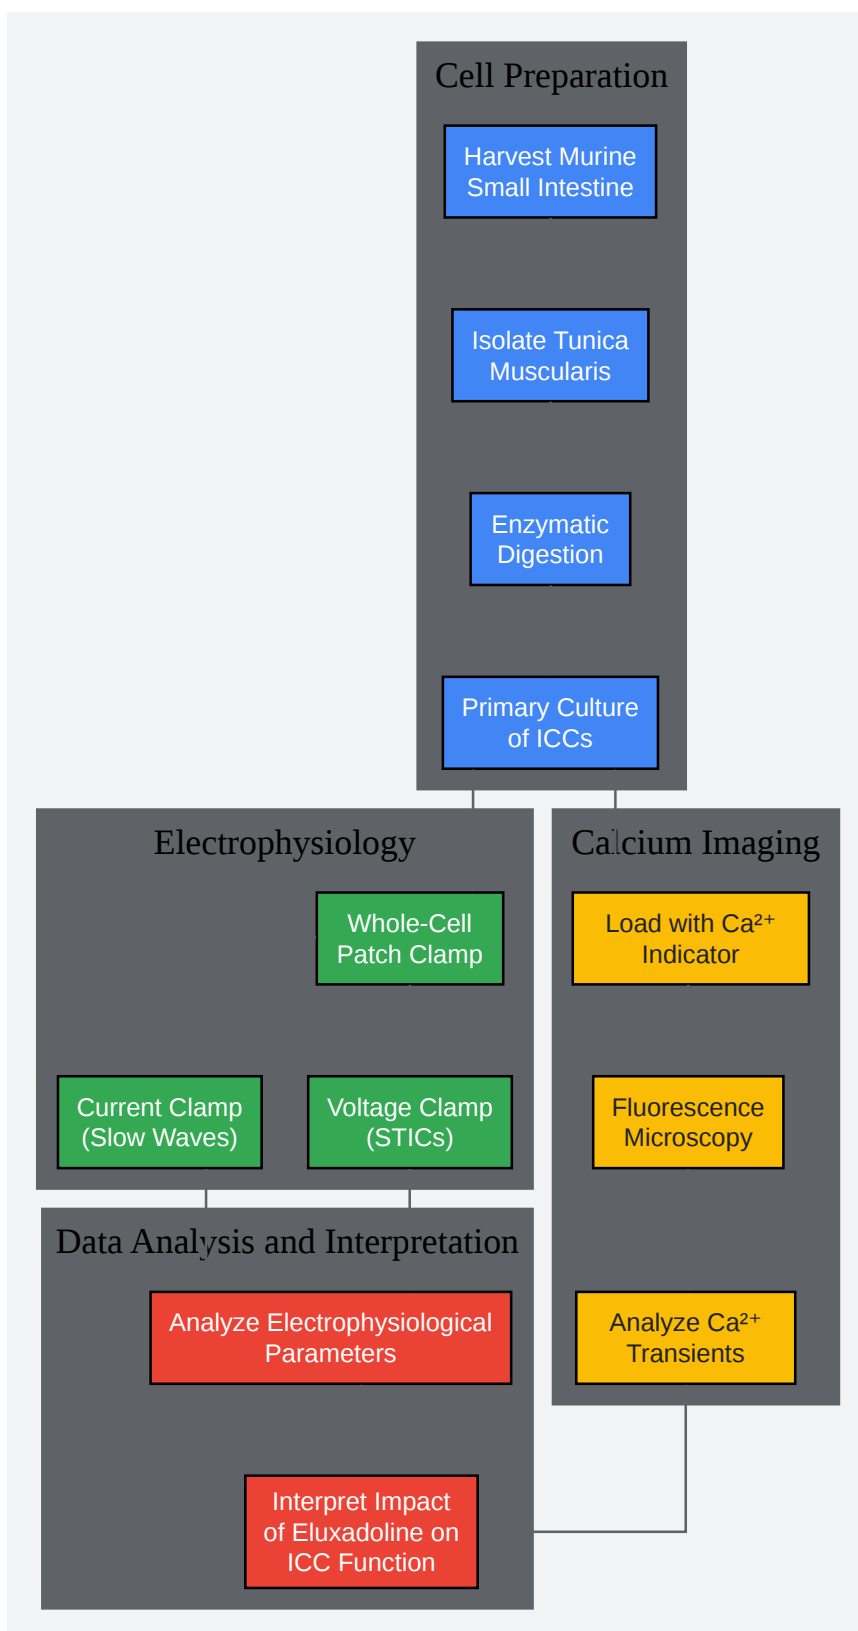 Cell Preparation
Harvest Murine
Small Intestine
Isolate Tunica
Muscularis
Enzymatic
Digestion
Primary Culture
of ICCs
Electrophysiology
Whole-Cell
Patch Clamp
Current Clamp
(Slow Waves)
Voltage Clamp
(STICs)
Calcium Imaging
Load with Ca²⁺
Indicator
Fluorescence
Microscopy
Analyze Ca²⁺
Transients
Data Analysis and Interpretation
Analyze Electrophysiological
Parameters
Interpret Impact
of Eluxadoline on
ICC Function